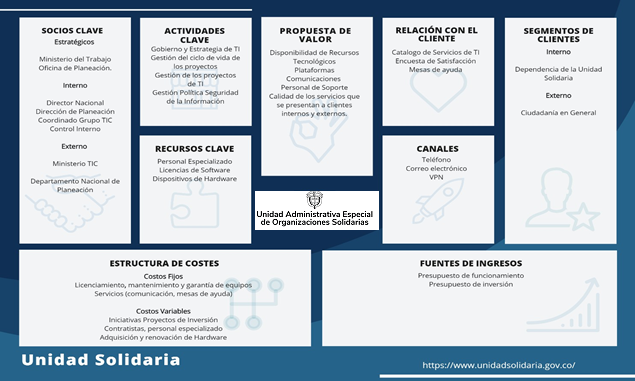 SOCIOS CLAVE
Estratégicos
Ministerio del Trabajo
Oficina de Planeación.
Interno
Director Nacional
Dirección de Planeación
Coordinado Grupo TIC
Control Interno
Externo
Ministerio TIC
Departamento Nacional de
Planeación
ACTIVIDADES
CLAVE
Gobierno y Estrategia de TI
Gestión del ciclo de vida de
los proyectos
Gestión de los proyectos
de TI
Gestión Política Seguridad
de la Información
RECURSOS CLAVE
Personal Especializado
Licencias de Software
Dispositivos de Hardware
PROPUESTA DE
VALOR
Disponibilidad de Recursos
Tecnológicos
Plataformas
Comunicaciones
Personal de Soporte
Calidad de los servicios que
se presentan a clientes
internos y externos.
Unidad Administrativa Especial
de Organizaciones Solidarias
RELACIÓN CON EL
CLIENTE
Catalogo de Servicios de TI
Encuesta de Satisfacción
Mesas de ayuda
CANALES
Teléfono
Correo electrónico
VPN
SEGMENTOS DE
CLIENTES
Interno
Dependencia de la Unidad
Solidaria
Externo
Ciudadanía en General
ESTRUCTURA DE COSTES
Costos Fijos
Licenciamiento, mantenimiento y garantía de equipos
Servicios (comunicación, mesas de ayuda)
Costos Variables
Iniciativas Proyectos de Inversión
Contratistas, personal especializado
Adquisición y renovación de Hardware
FUENTES DE INGRESOS
Presupuesto de funcionamiento
Presupuesto de inversión
Unidad Solidaria
https://www.unidadsolidaria.gov.co/